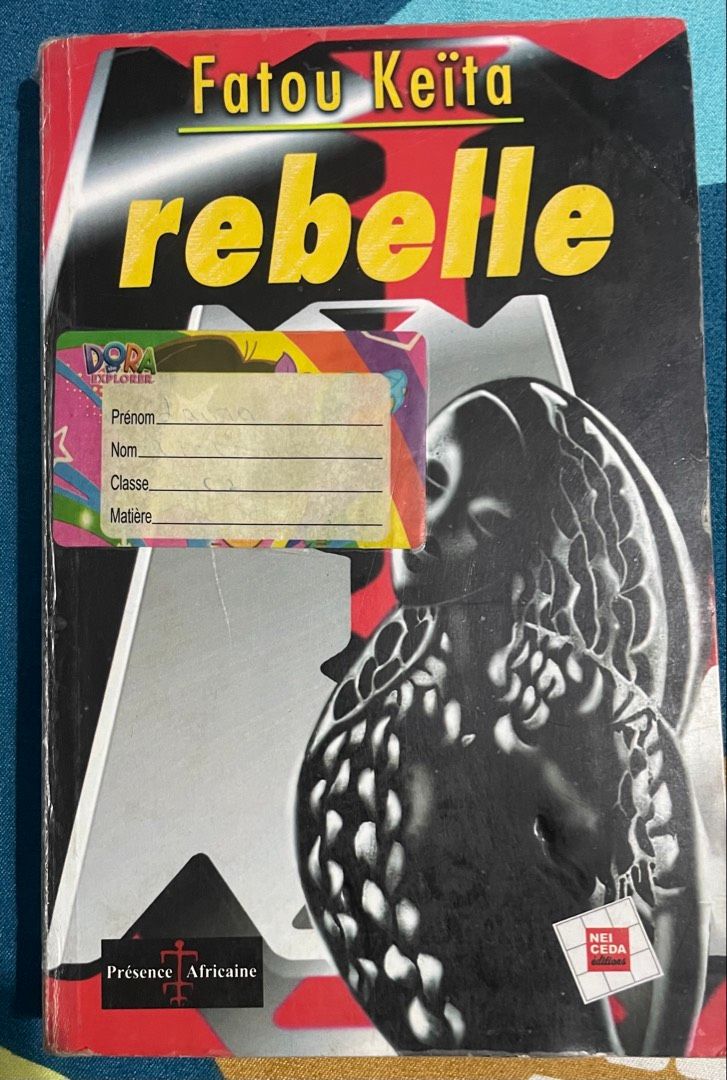 Fatou Keïta
rebelle
DORA
EXPLORER
Prénom
Nom
Classe
Matière
Présence Africaine
NEI
CEDA
éditions